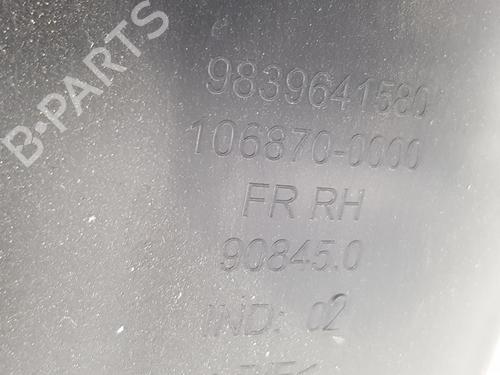 B-PARTS
9839641580
106870-0000
FR RH
90845.0
IND: 02